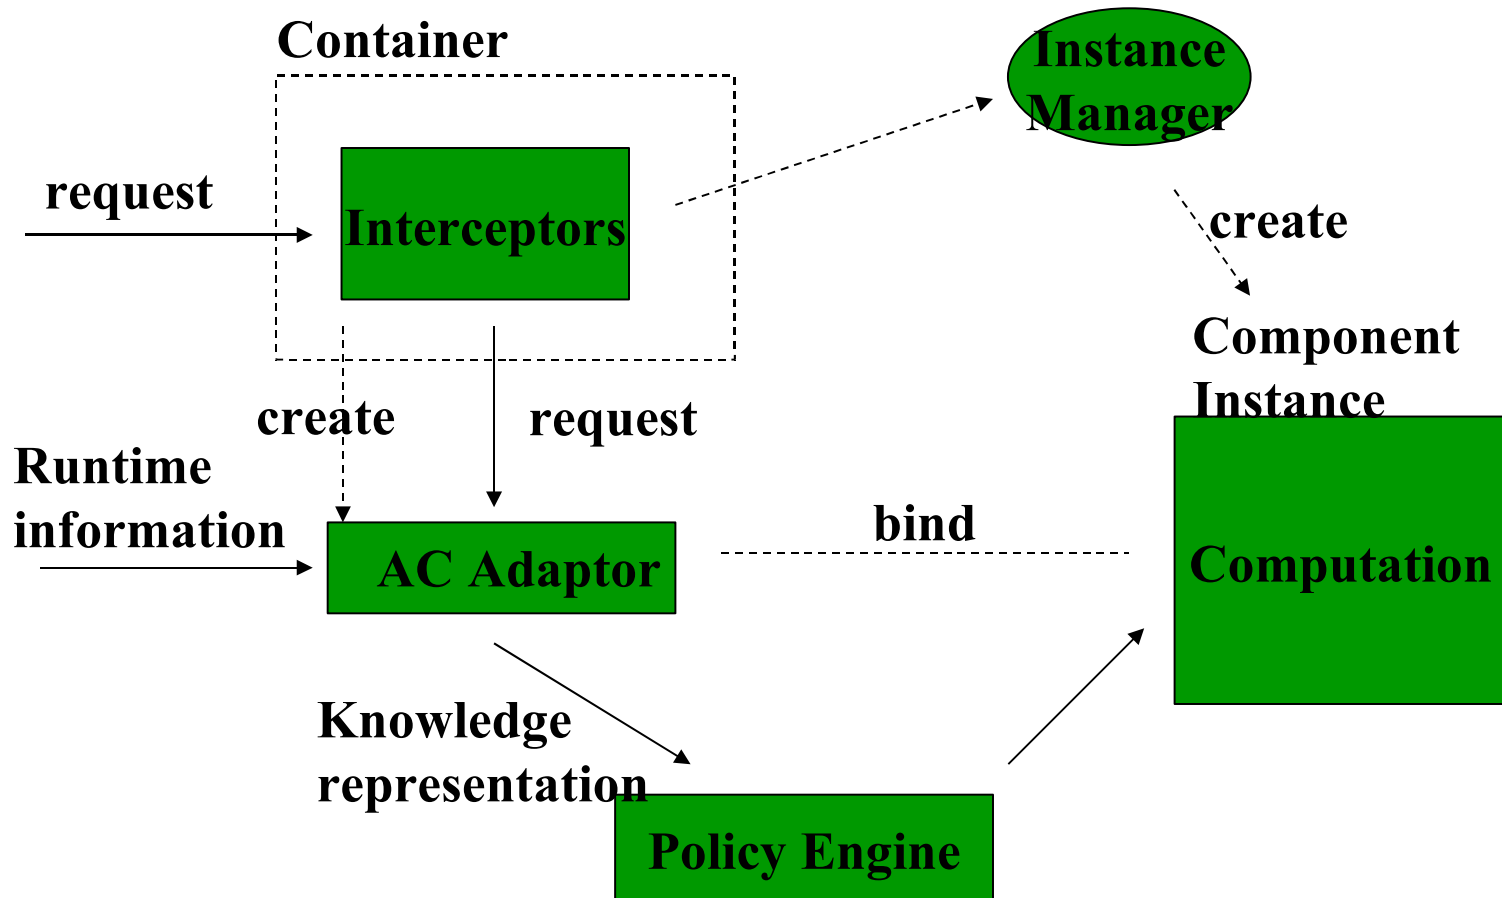 Container
Instance
Manager
request
Interceptors
create
Component
Instance
create
request
Runtime
information
bind
AC Adaptor
Computation
Knowledge
representation
Policy Engine